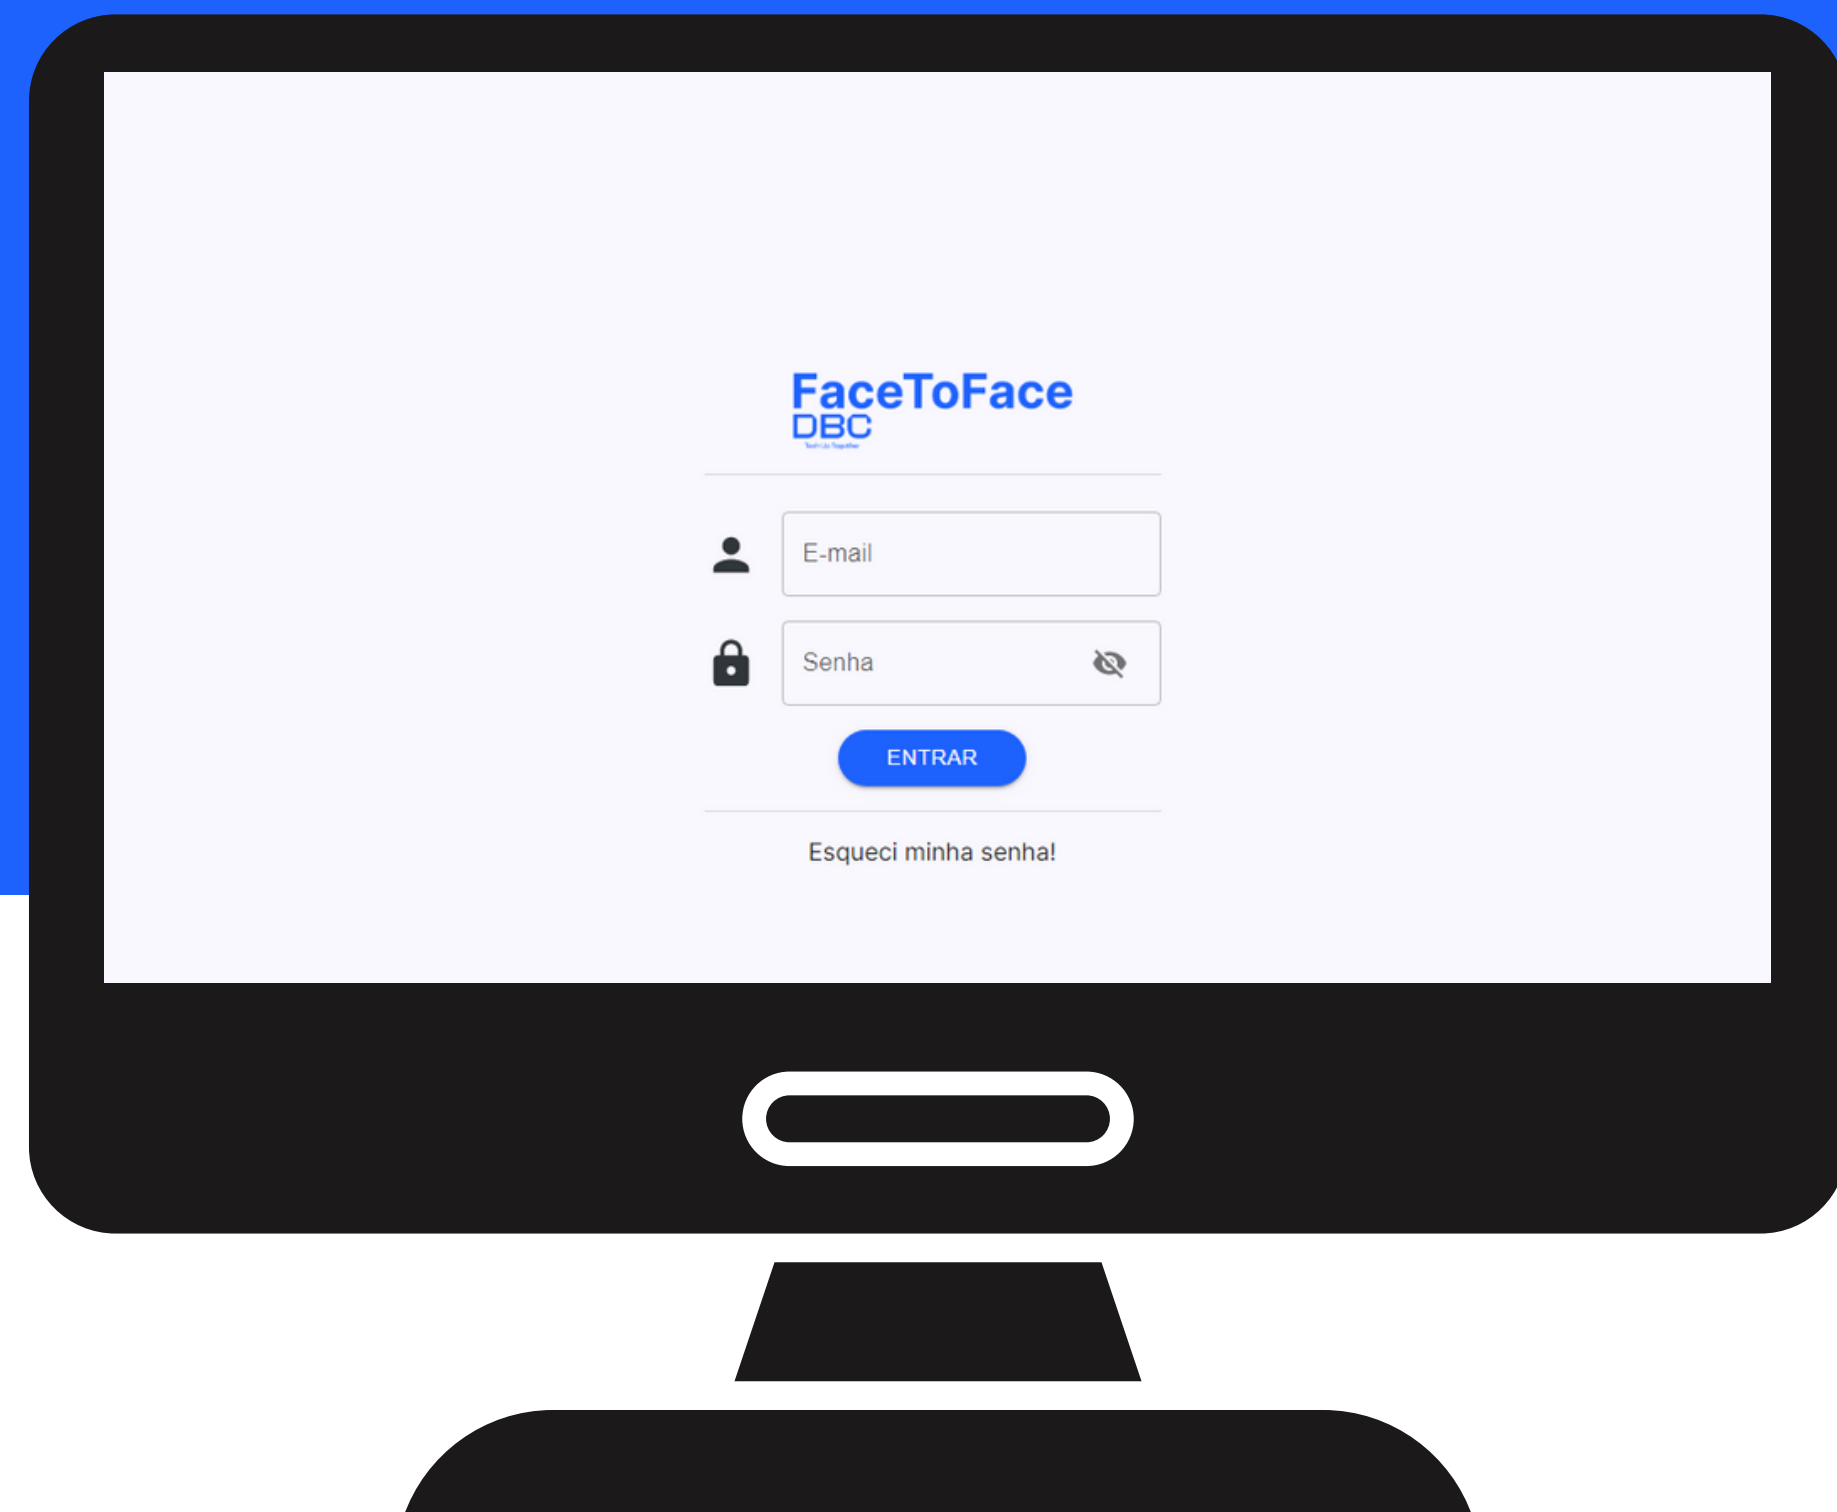 FaceToFace
DBC
E-mail
Senha
ENTRAR
Esqueci minha senha!